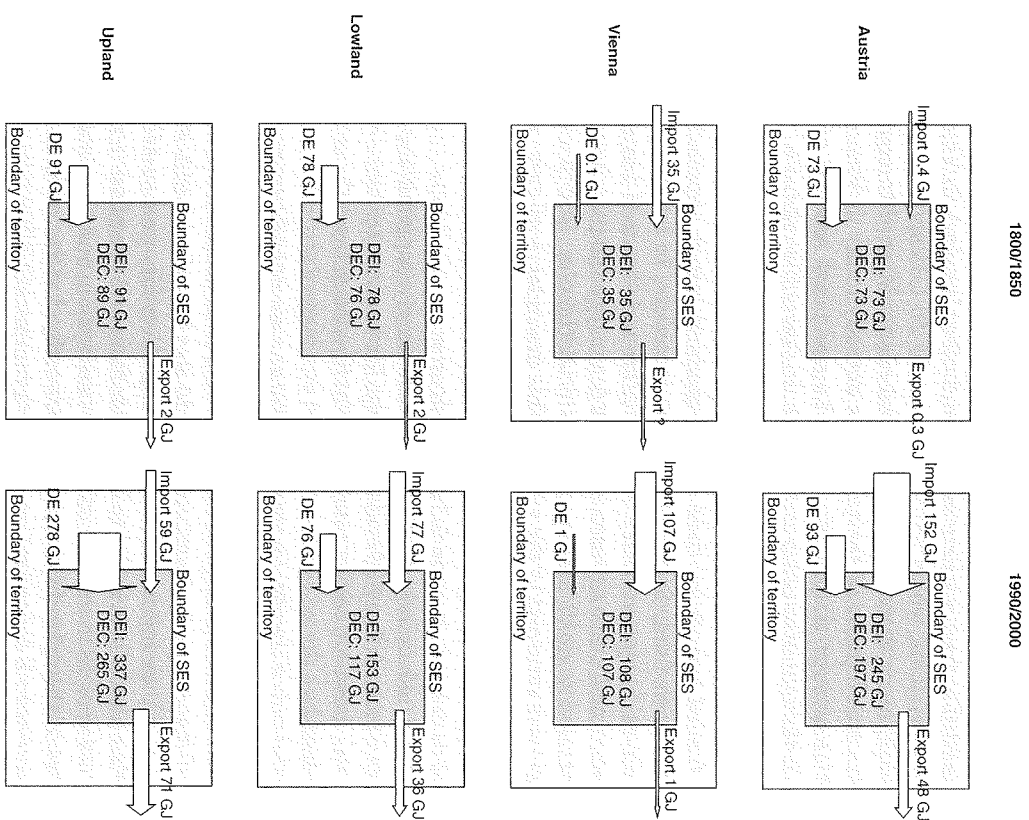 1800/1850
1990/2000
Austria
Import 0.4 GJ
Boundary of SES
Export 0.3 GJ
DEI: 73 GJ
DEC: 73 GJ
DE 73 GJ
Boundary of territory
Import 152 GJ
Boundary of SES
Export 48 GJ
DEI: 245 GJ
DEC: 197 GJ
DE 93 GJ
Boundary of territory
Vienna
Import 35 GJ
Boundary of SES
Export ?
DEI: 35 GJ
DEC: 35 GJ
DE 0.1 GJ
Boundary of territory
Import 107 GJ
Boundary of SES
Export 1 GJ
DEI: 108 GJ
DEC: 107 GJ
DE 1 GJ
Boundary of territory
Lowland
Boundary of SES
Export 2 GJ
DEI: 78 GJ
DEC: 76 GJ
DE 78 GJ
Boundary of territory
Import 77 GJ
Boundary of SES
Export 36 GJ
DEI: 153 GJ
DEC: 117 GJ
DE 76 GJ
Boundary of territory
Upland
Boundary of SES
Export 2 GJ
DEI: 91 GJ
DEC: 89 GJ
DE 91 GJ
Boundary of territory
Import 59 GJ
Boundary of SES
Export 71 GJ
DEI: 337 GJ
DEC: 265 GJ
DE 278 GJ
Boundary of territory